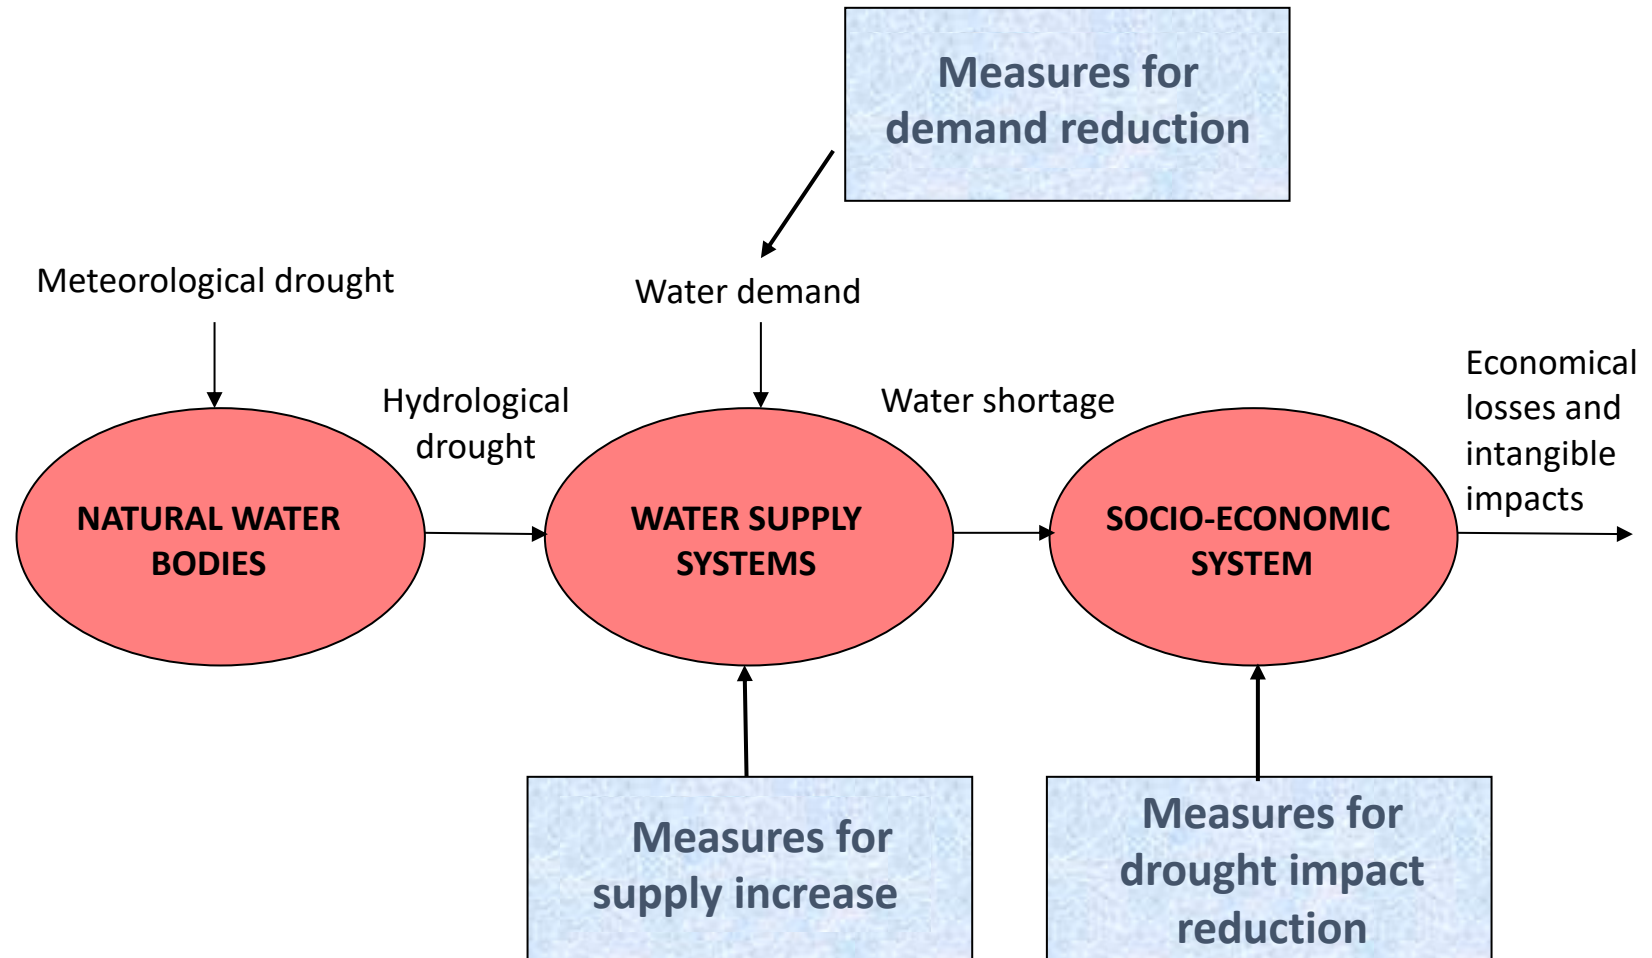 Measures for
demand reduction
Meteorological drought
Water demand
Hydrological
drought
Water shortage
Economical
losses and
intangible
impacts
NATURAL WATER
BODIES
WATER SUPPLY
SYSTEMS
SOCIO-ECONOMIC
SYSTEM
Measures for
supply increase
Measures for
drought impact
reduction